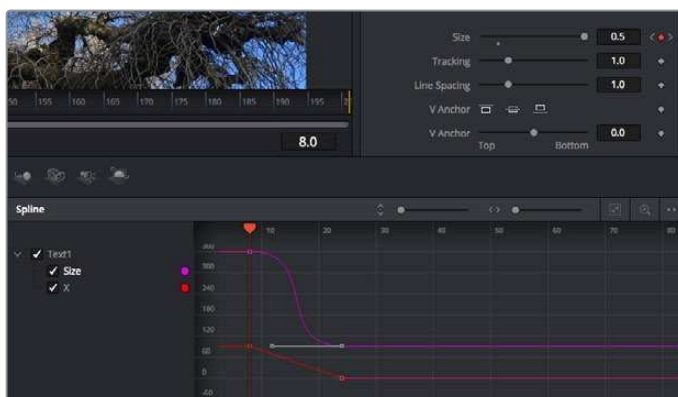 Size 0.5
Tracking 1.0
Line Spacing 1.0
V Anchor
V Anchor 0.0
Top Bottom
155 160 165 170 175 180 185 190 195
8.0
Spline
10 20 30 40 50 60 70 80
Text1
Size
X
300
240
180
120
60
0
-60